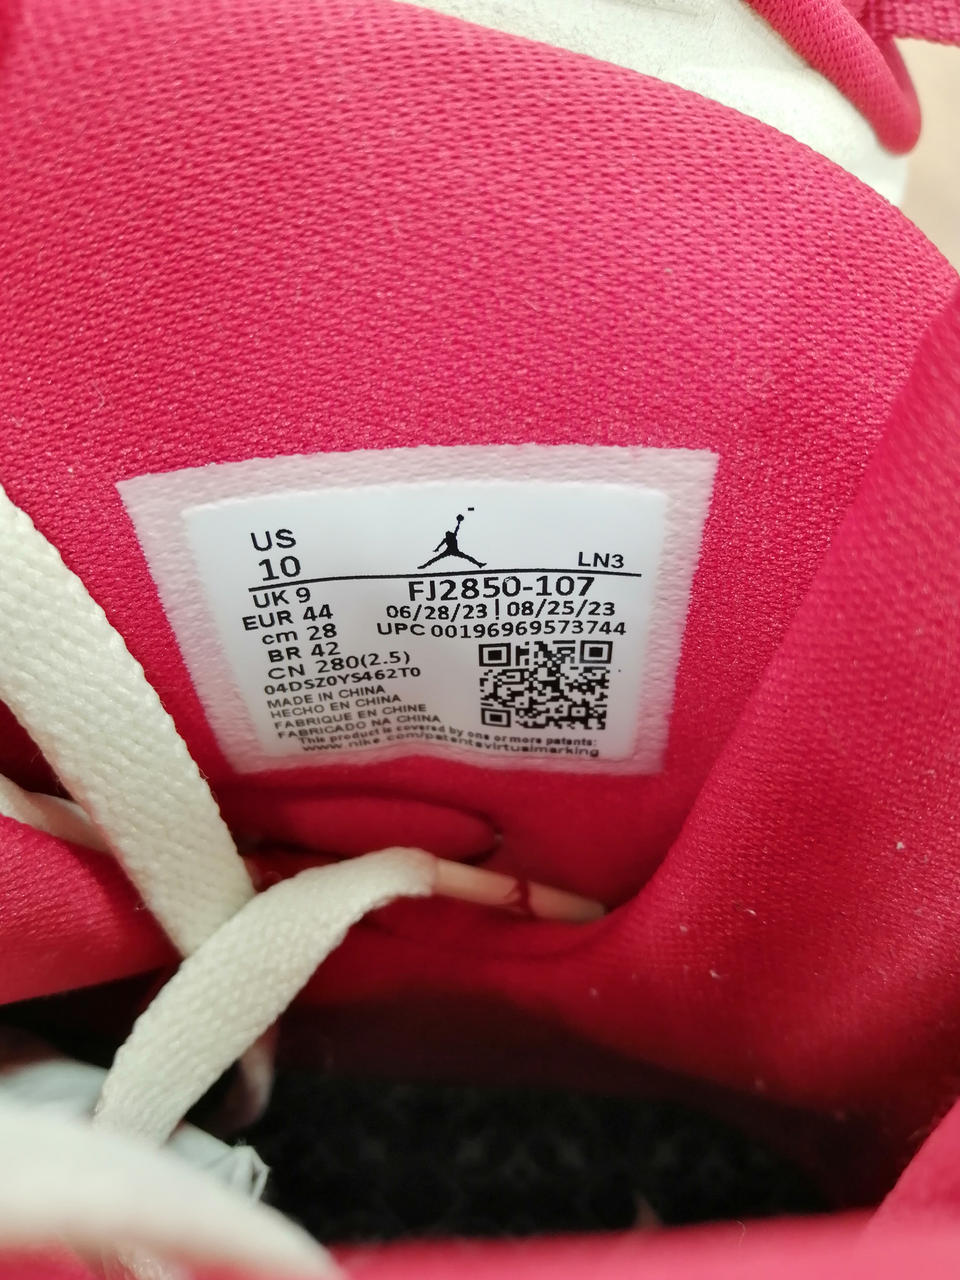 US
10
LN3
UK 9
FJ2850-107
EUR 44
06/28/23 | 08/25/23
cm 28
UPC 00196969573744
BR 42
CN 280(2.5)
04DSZ0YS462T0
MADE IN CHINA
HECHO EN CHINA
FABRIQUE EN CHINE
FABRICADO NA CHINA
This product is covered by one or more patents:
www.nike.com/patentsvirtualmarking